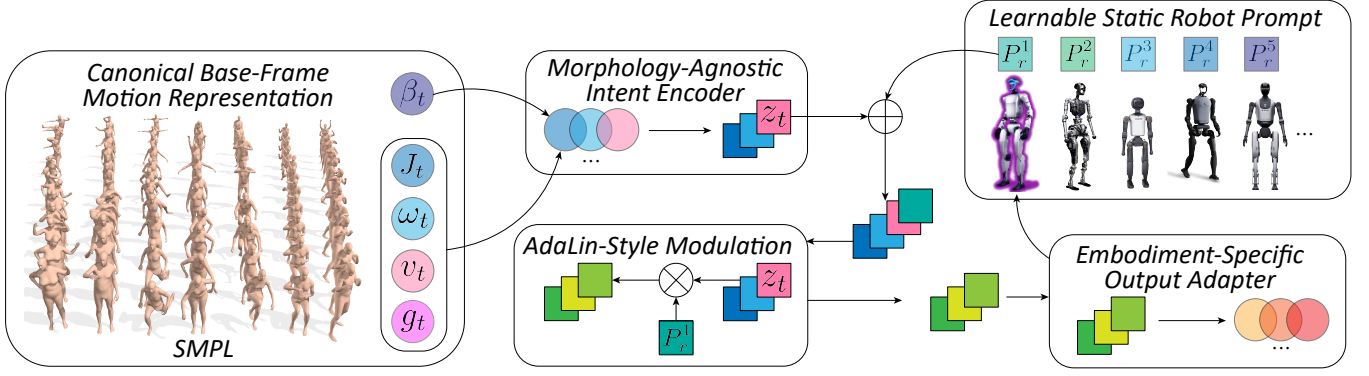 Canonical Base-Frame
Motion Representation
β_t
J_t
ω_t
v_t
g_t
SMPL
Morphology-Agnostic
Intent Encoder
...
z_t
AdaLin-Style Modulation
z_t
P_r^1
Learnable Static Robot Prompt
P_r^1 P_r^2 P_r^3 P_r^4 P_r^5
...
Embodiment-Specific
Output Adapter
...